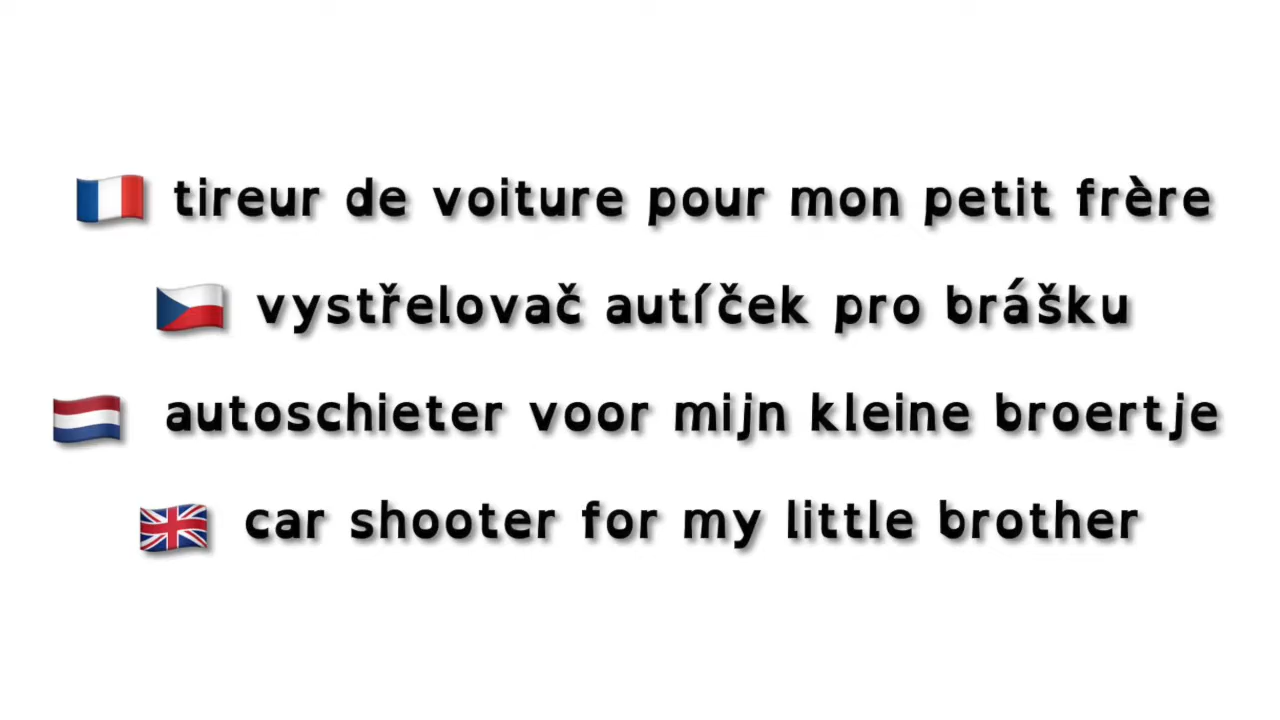 tireur de voiture pour mon petit frère
vystřelovač autíček pro brášku
autoschieter voor mijn kleine broertje
car shooter for my little brother